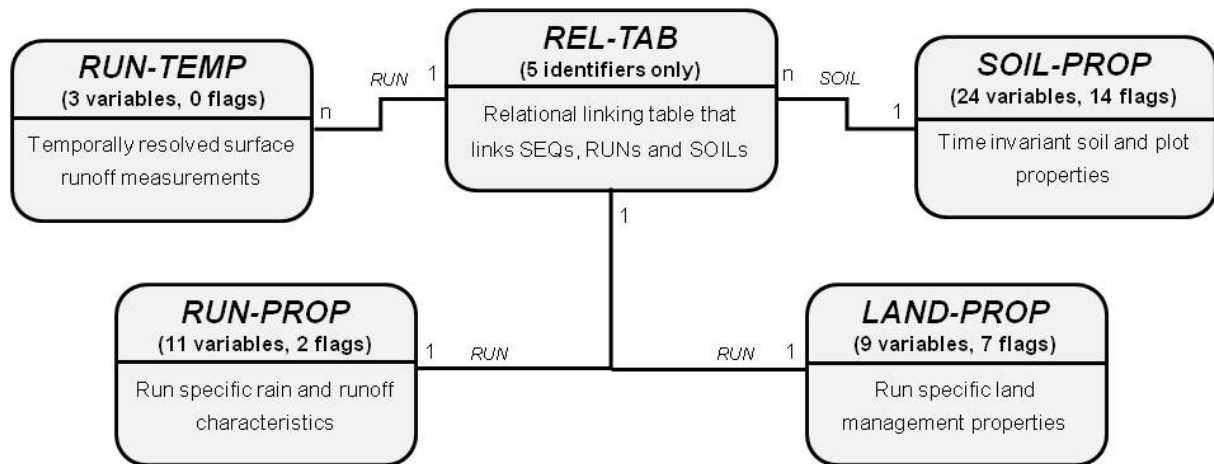 REL-TAB
(5 identifiers only)
Relational linking table that
links SEQs, RUNs and SOILs
RUN-TEMP
(3 variables, 0 flags)
Temporally resolved surface
runoff measurements
n
RUN
1
n
SOIL
1
SOIL-PROP
(24 variables, 14 flags)
Time invariant soil and plot
properties
1
RUN-PROP
(11 variables, 2 flags)
Run specific rain and runoff
characteristics
1
RUN
RUN
1
LAND-PROP
(9 variables, 7 flags)
Run specific land
management properties